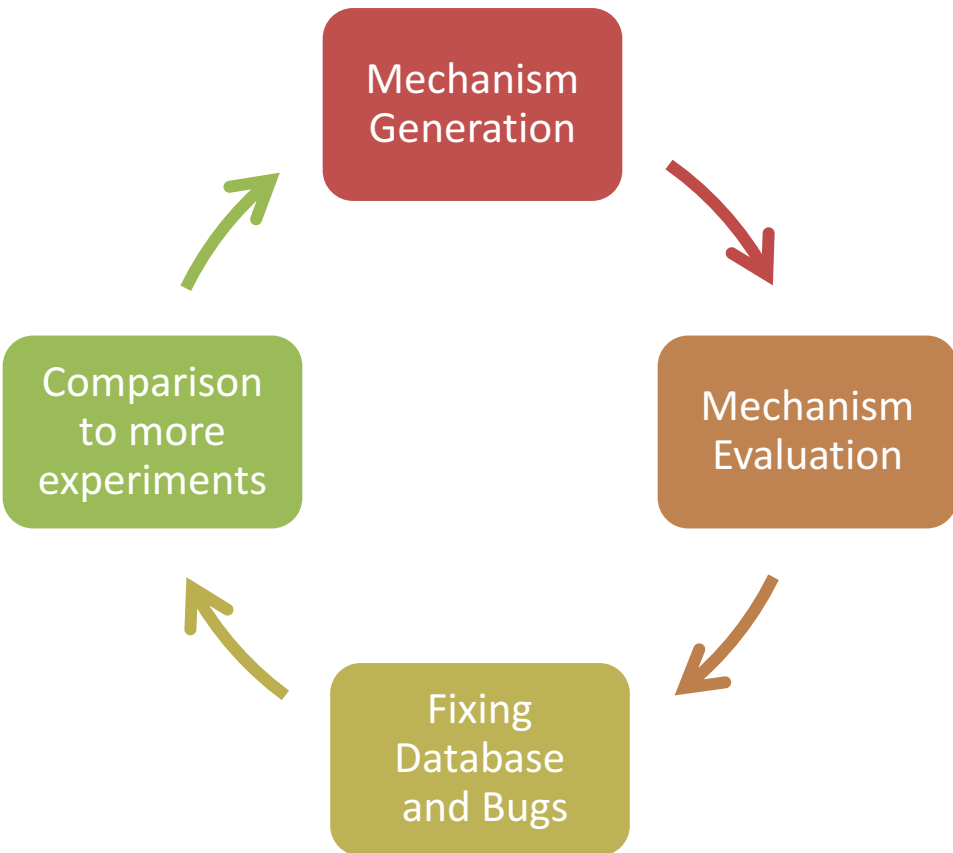 Mechanism
Generation
Mechanism
Evaluation
Fixing
Database
and Bugs
Comparison
to more
experiments